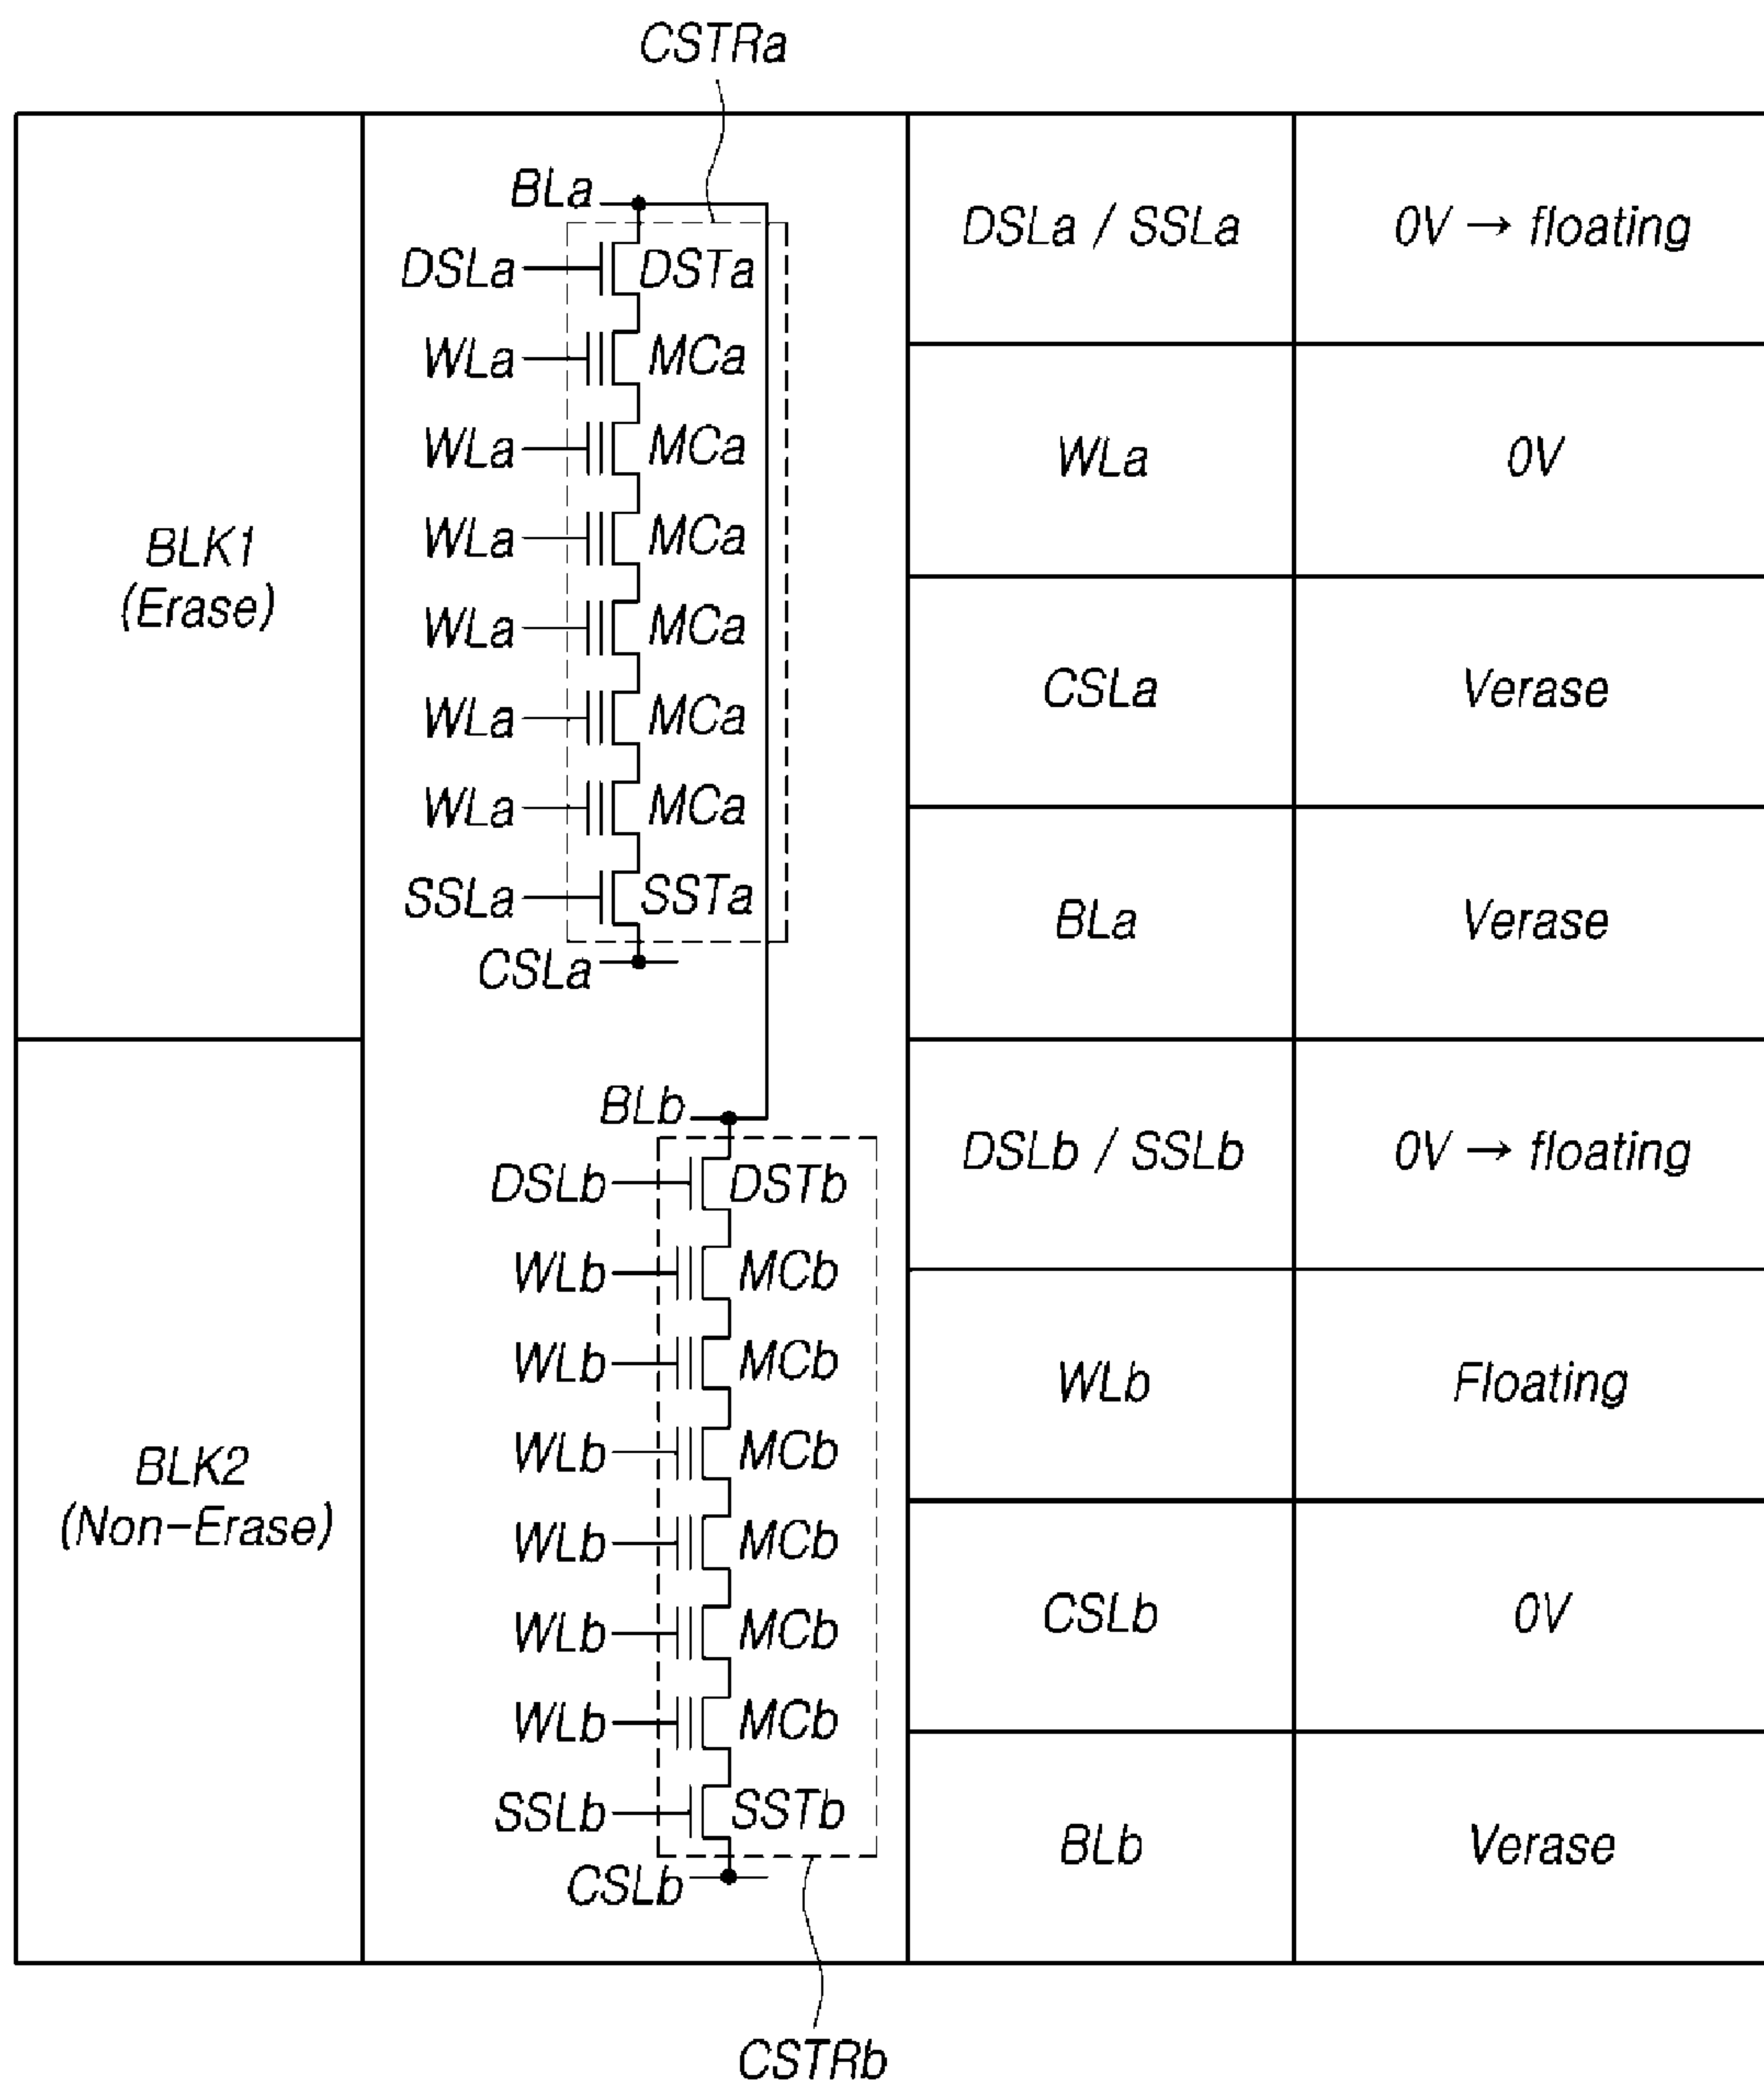 CSTRa
BLK1
(Erase)
BLa
DSLa DSTa
WLa MCa
WLa MCa
WLa MCa
WLa MCa
WLa MCa
WLa MCa
SSLa SSTa
CSLa
DSLa / SSLa 0V → floating
WLa 0V
CSLa Verase
BLa Verase
BLK2
(Non-Erase)
BLb
DSLb DSTb
WLb MCb
WLb MCb
WLb MCb
WLb MCb
WLb MCb
WLb MCb
SSLb SSTb
CSLb
DSLb / SSLb 0V → floating
WLb Floating
CSLb 0V
BLb Verase
CSTRb